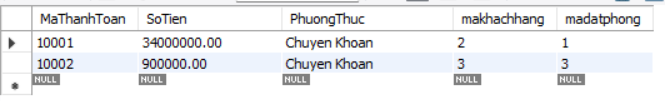 MaThanhToan SoTien PhuongThuc makhachhang madatphong
10001 34000000.00 Chuyen Khoan 2 1
10002 900000.00 Chuyen Khoan 3 3
NULL NULL NULL NULL NULL